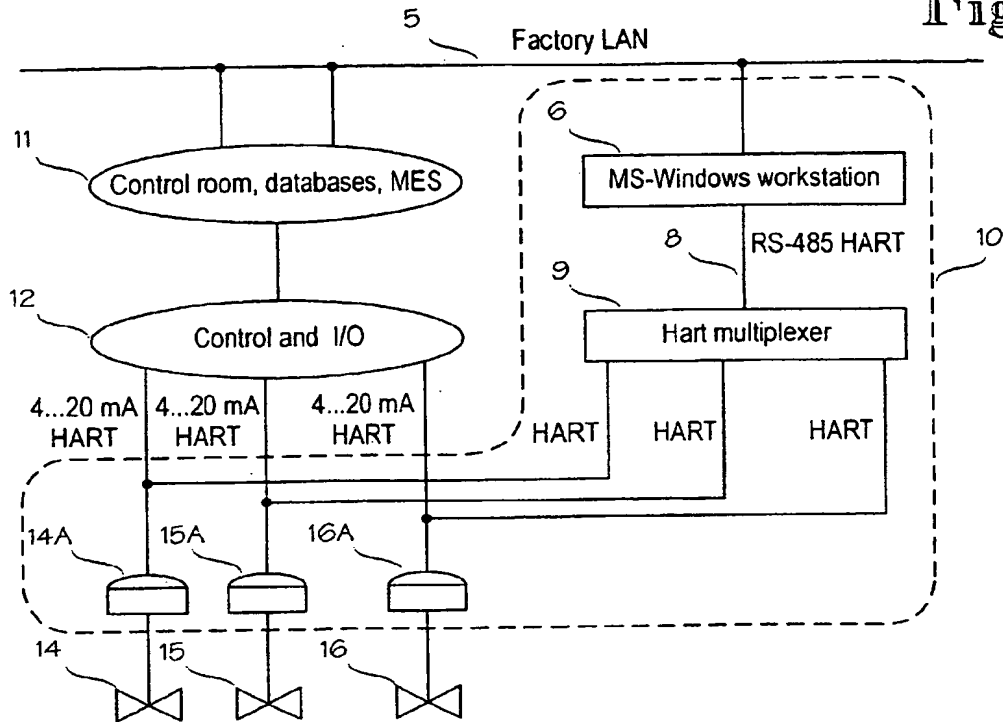 Fig
5
Factory LAN
6
11
Control room, databases, MES
MS-Windows workstation
8
RS-485 HART
10
9
12
Control and I/O
Hart multiplexer
4...20 mA
HART
4...20 mA
HART
4...20 mA
HART
HART
HART
HART
14A
15A
16A
14
15
16